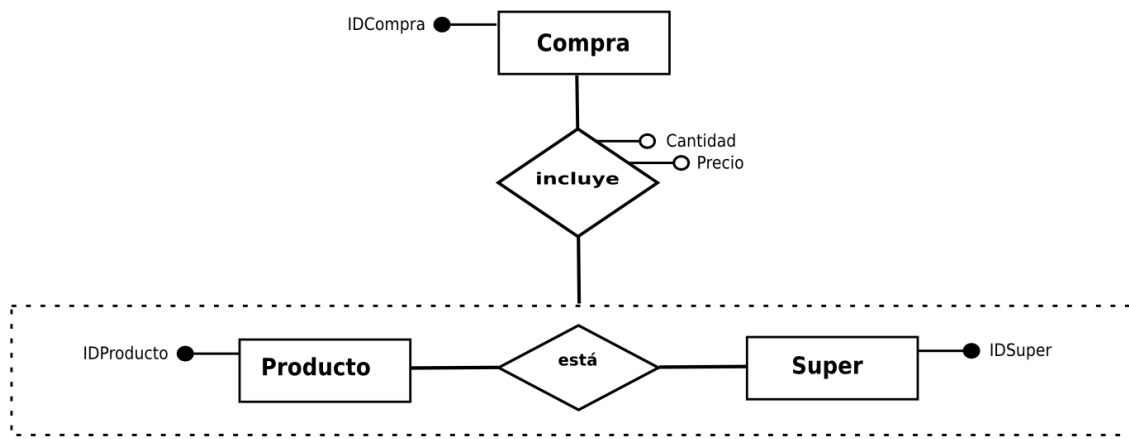 IDCompra
Compra
Cantidad
Precio
incluye
está
IDProducto
Producto
Super
IDSuper